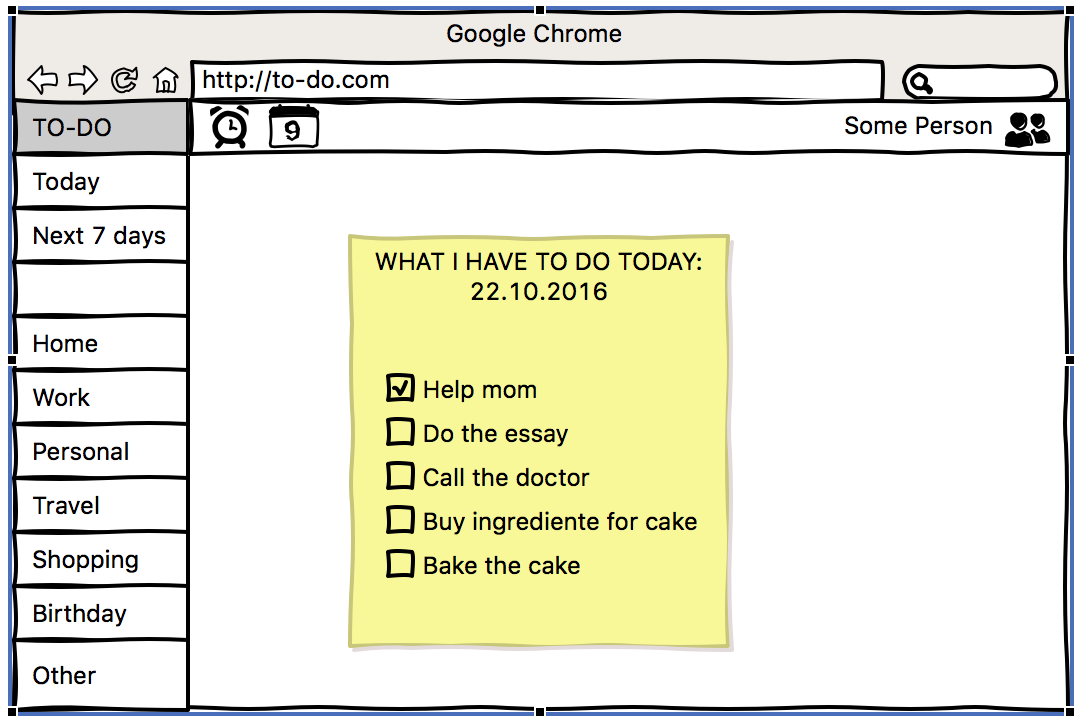 Google Chrome
http://to-do.com
TO-DO
9
Some Person
Today
Next 7 days
Home
Work
Personal
Travel
Shopping
Birthday
Other
WHAT I HAVE TO DO TODAY:
22.10.2016
Help mom
Do the essay
Call the doctor
Buy ingrediente for cake
Bake the cake